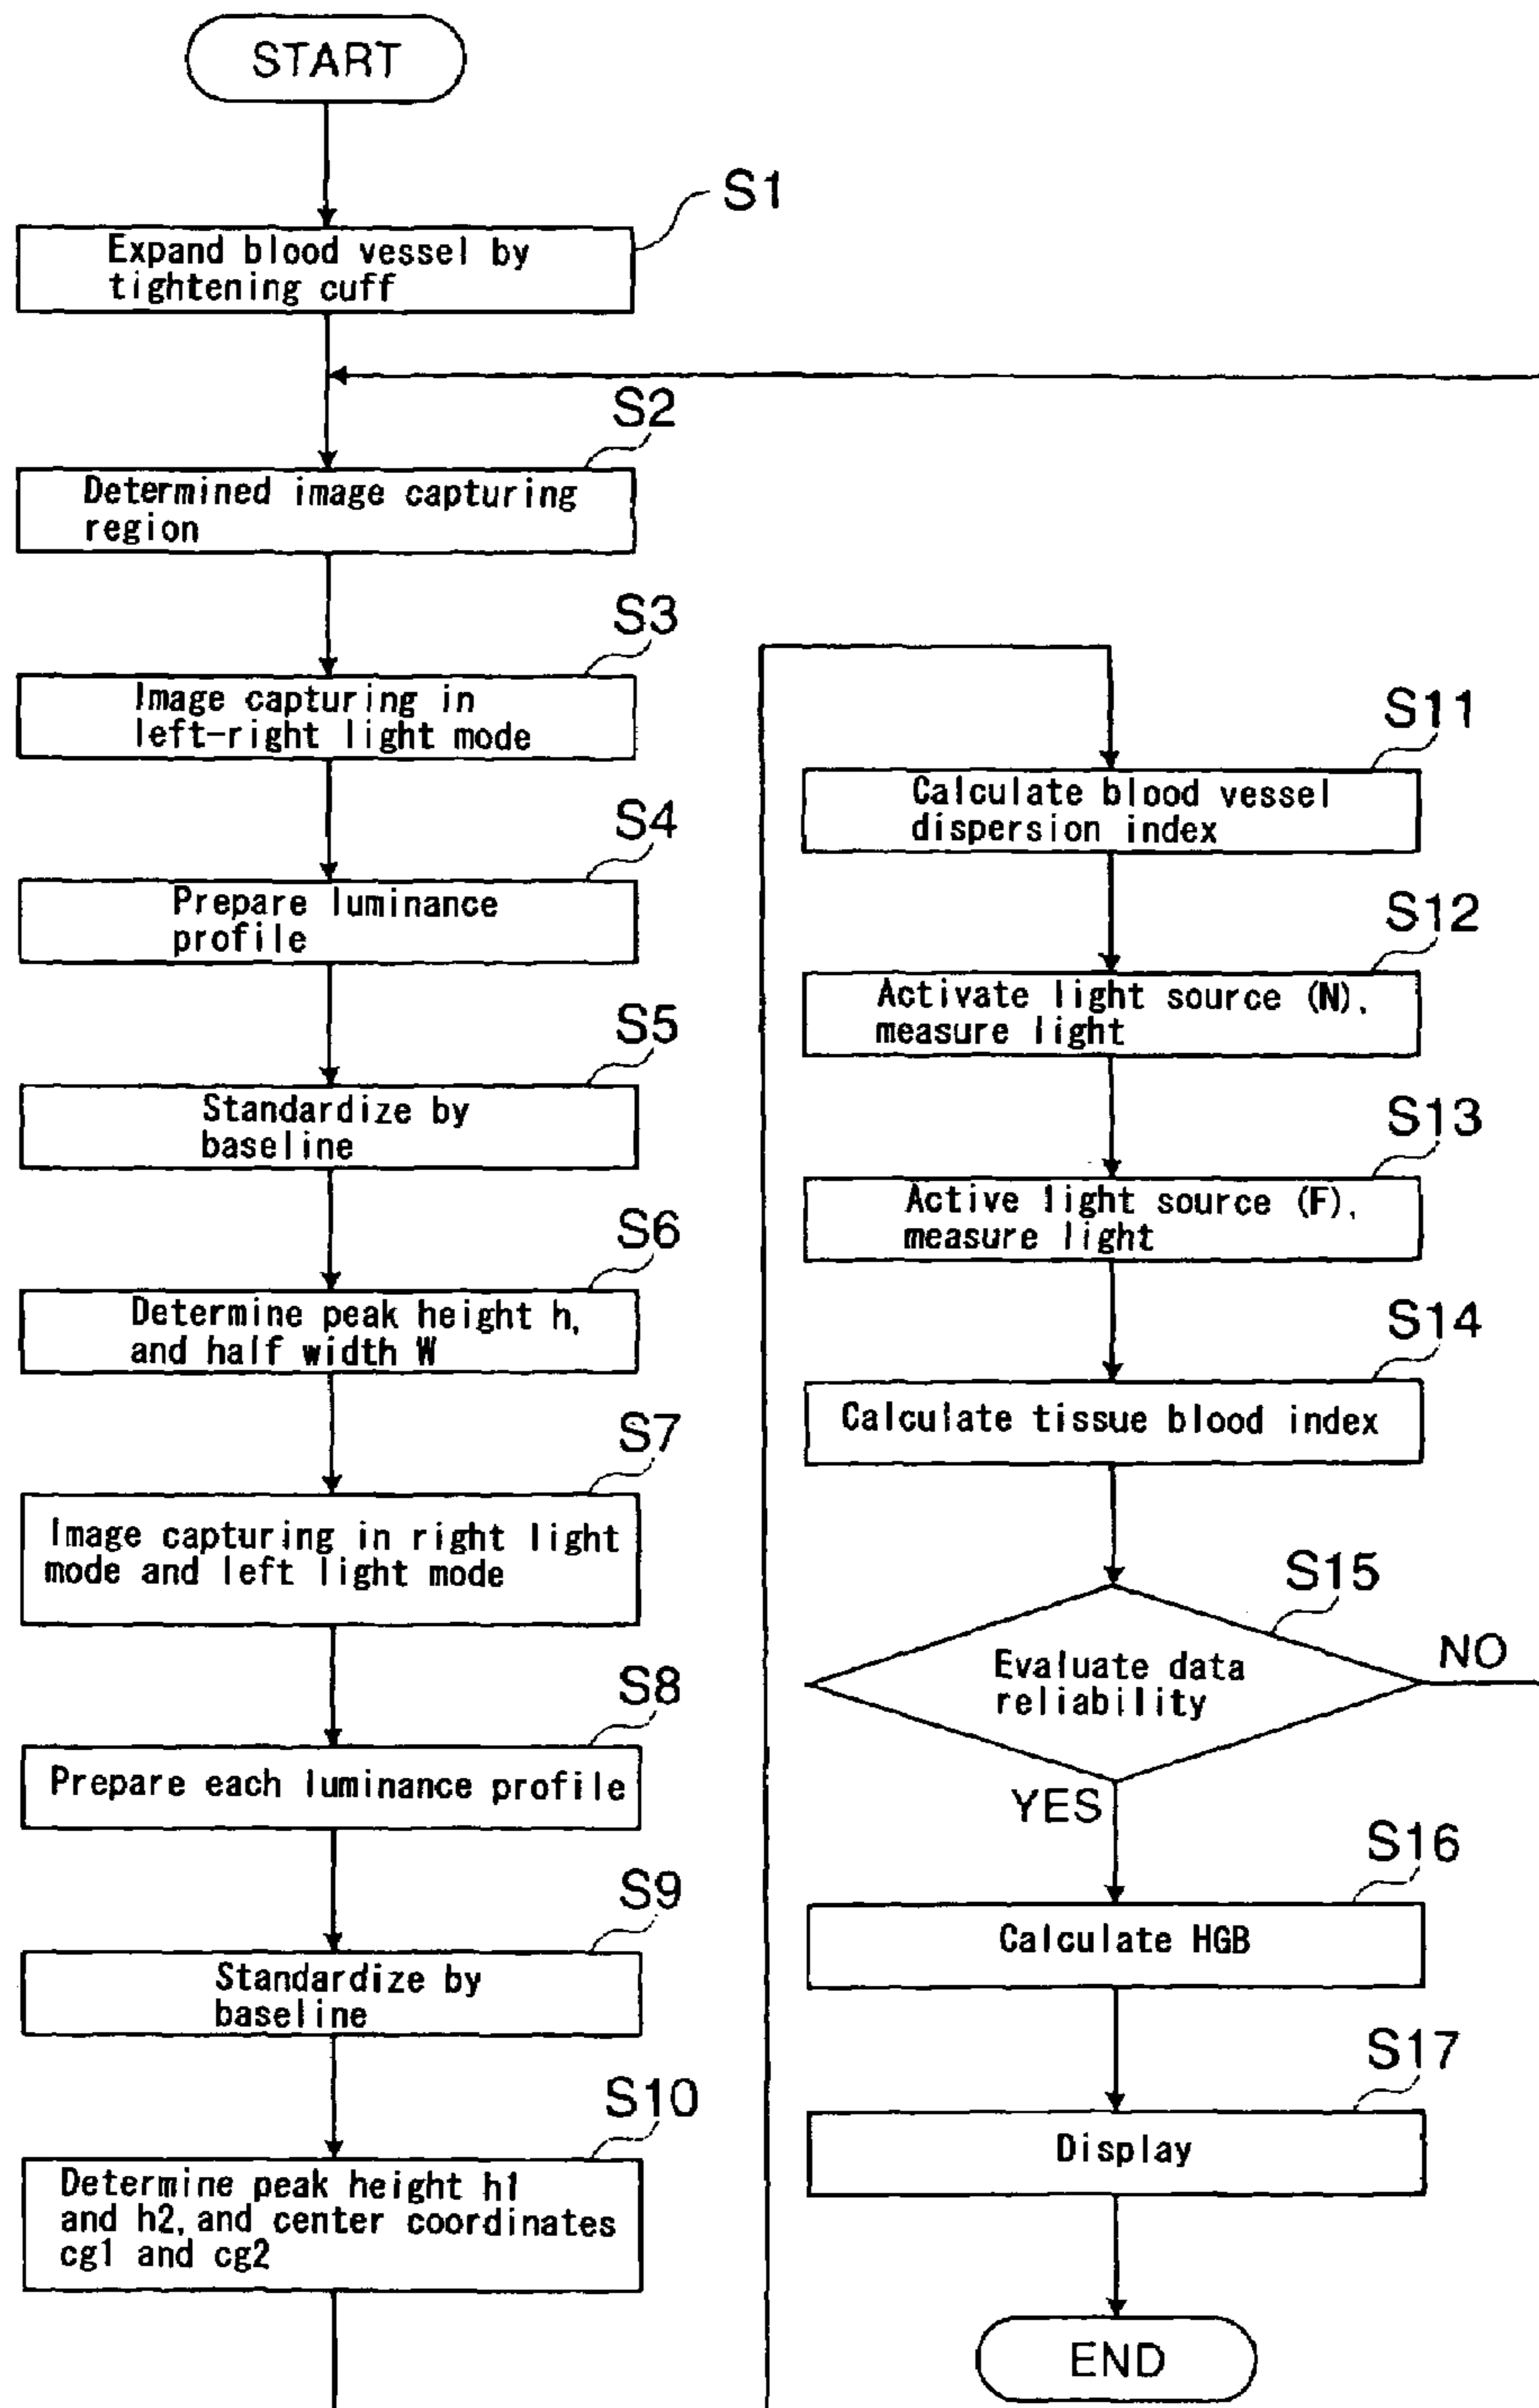 START
S1
Expand blood vessel by
tightening cuff
S2
Determined image capturing
region
S3
Image capturing in
left-right light mode
S4
Prepare luminance
profile
S5
Standardize by
baseline
S6
Determine peak height h,
and half width W
S7
Image capturing in right light
mode and left light mode
S8
Prepare each luminance profile
S9
Standardize by
baseline
S10
Determine peak height h1
and h2, and center coordinates
cg1 and cg2
S11
Calculate blood vessel
dispersion index
S12
Activate light source (N),
measure light
S13
Active light source (F),
measure light
S14
Calculate tissue blood index
S15
Evaluate data
reliability
NO
YES
S16
Calculate HGB
S17
Display
END